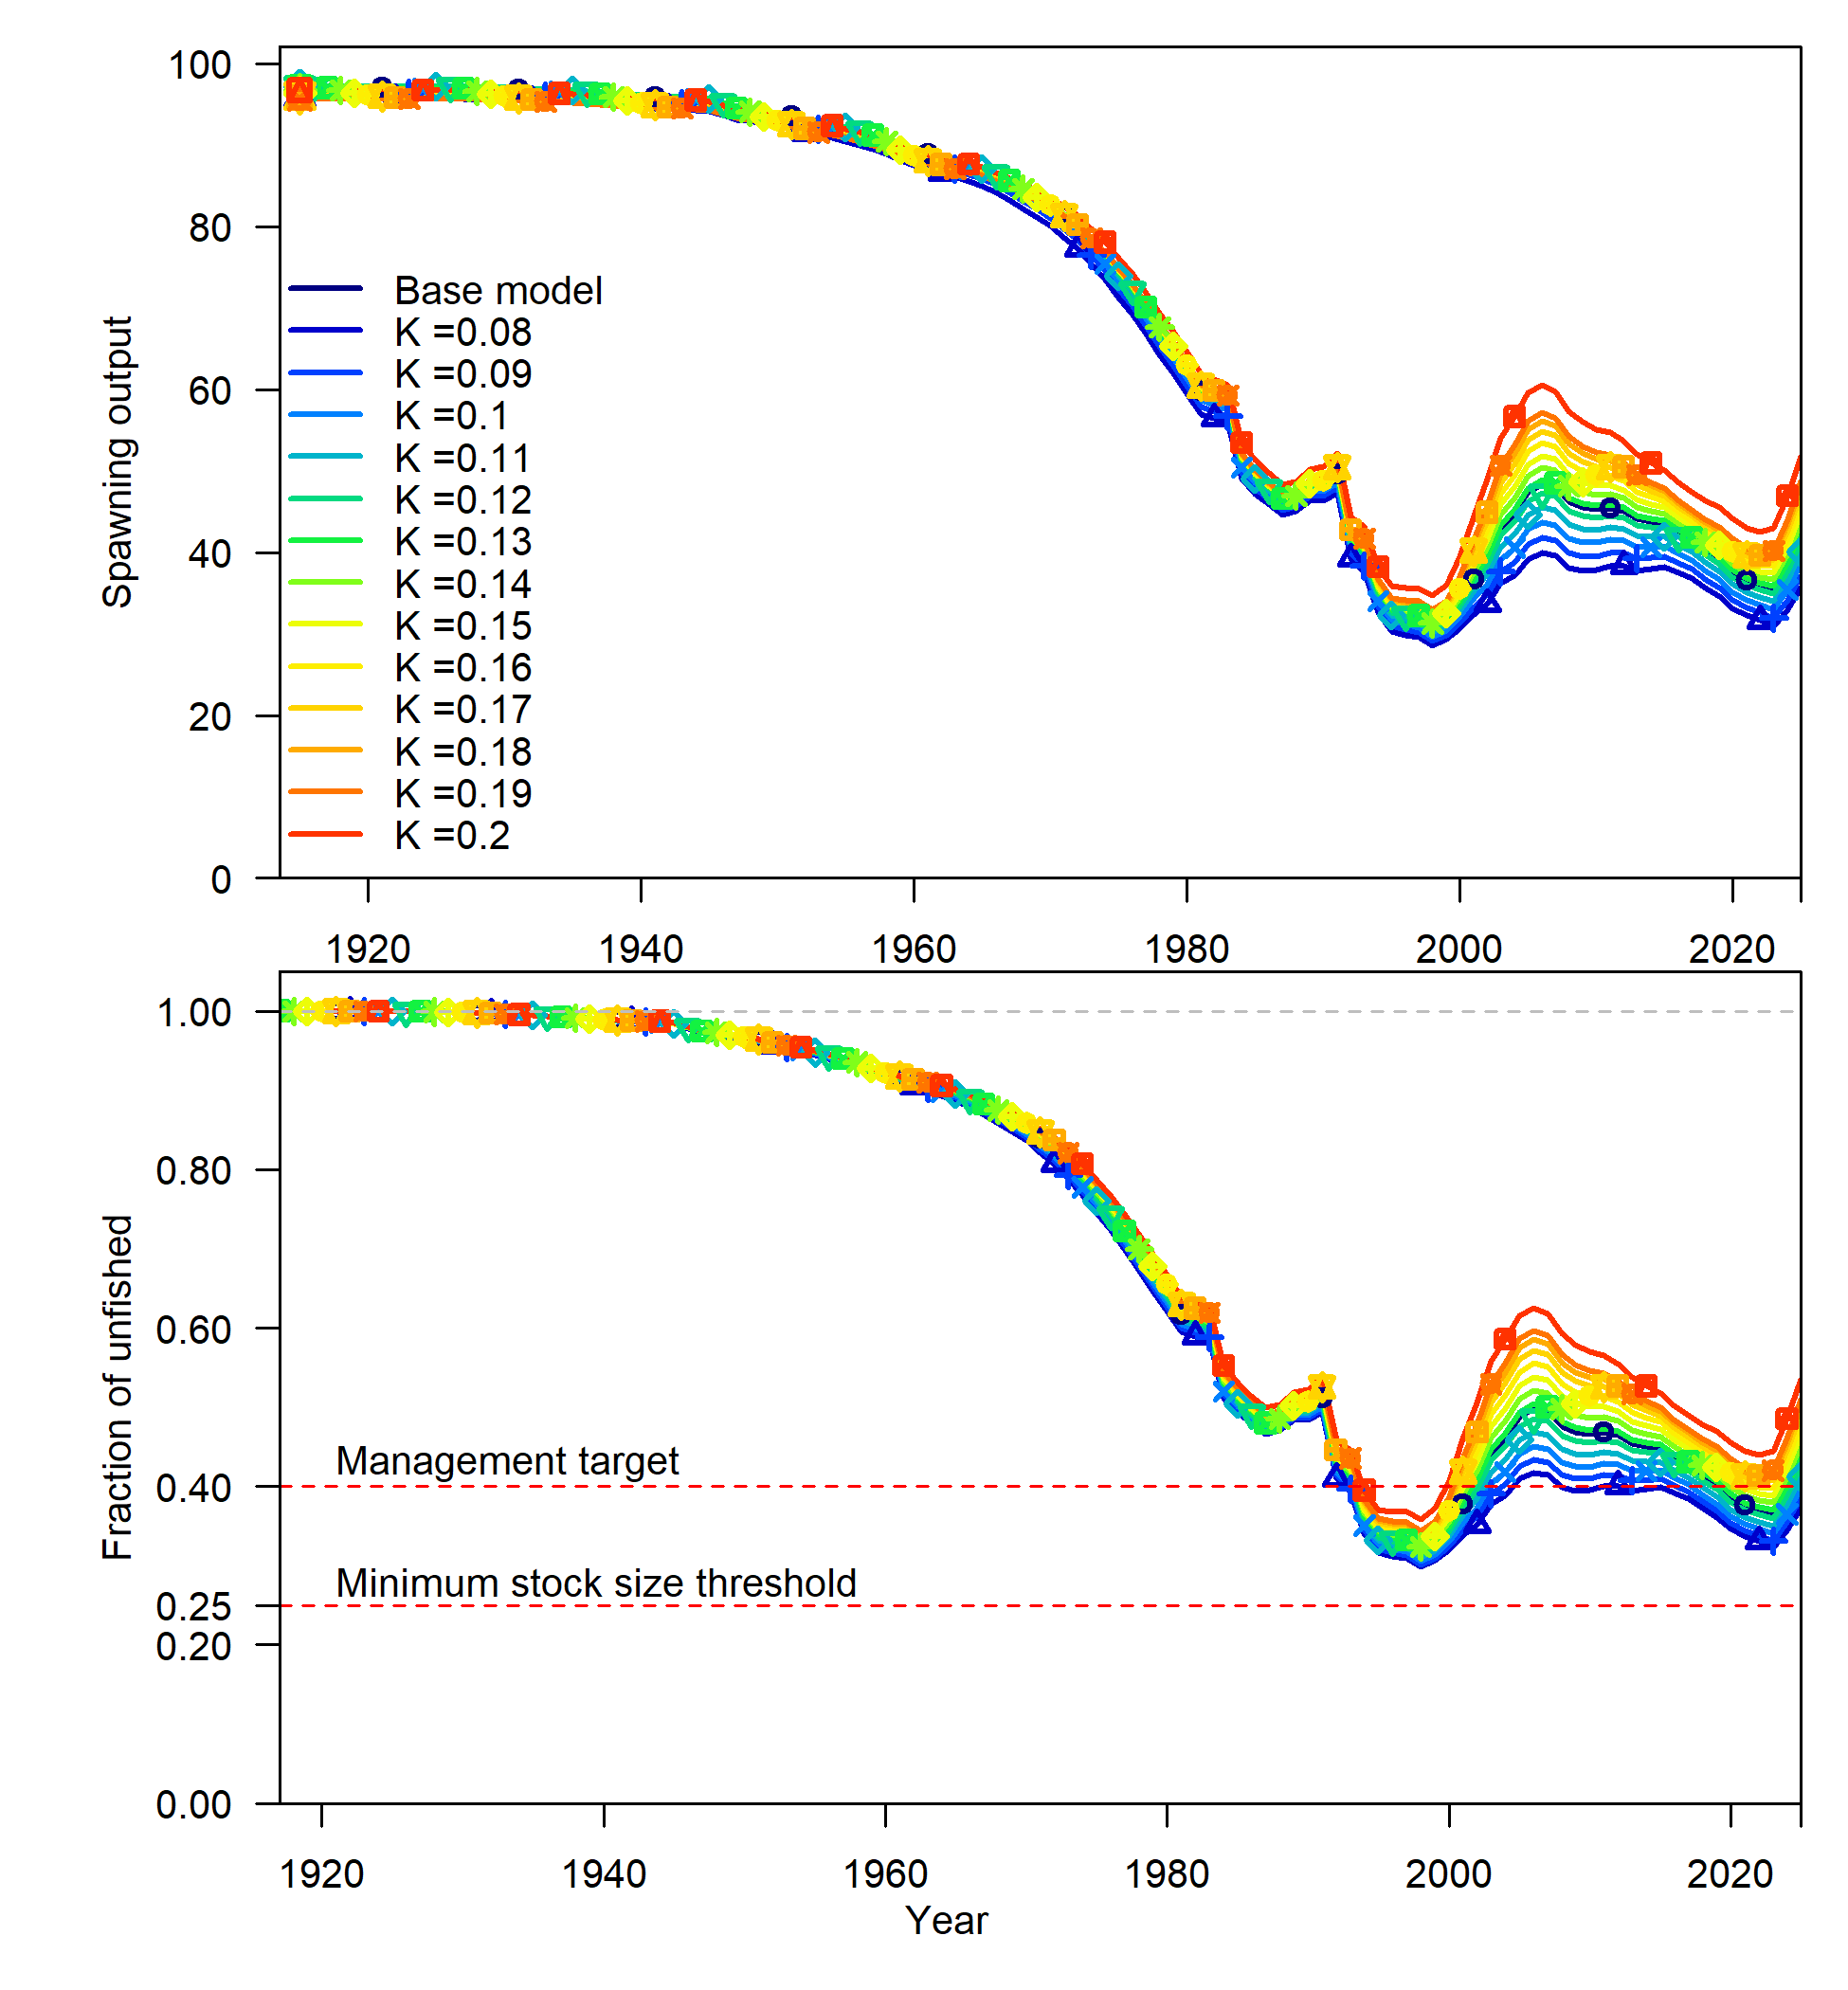 100
80
60
40
20
0
Spawning output
Base model
K =0.08
K =0.09
K =0.1
K =0.11
K =0.12
K =0.13
K =0.14
K =0.15
K =0.16
K =0.17
K =0.18
K =0.19
K =0.2
1920 1940 1960 1980 2000 2020
1.00
0.80
0.60
0.40
0.25
0.20
0.00
Fraction of unfished
Management target
Minimum stock size threshold
1920 1940 1960 1980 2000 2020
Year